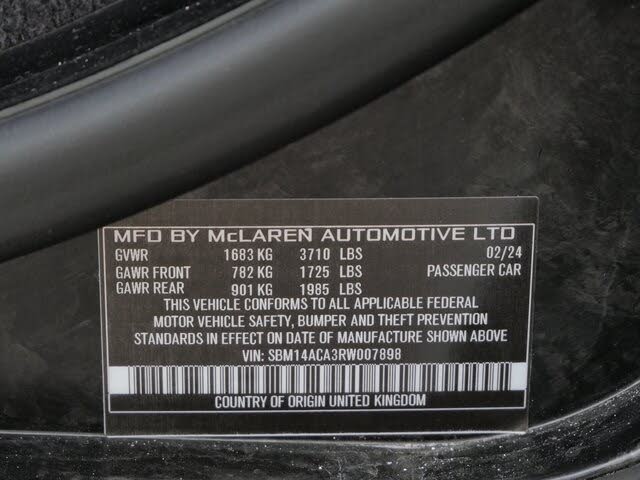 MFD BY McLAREN AUTOMOTIVE LTD
GVWR 1683 KG 3710 LBS 02/24
GAWR FRONT 782 KG 1725 LBS PASSENGER CAR
GAWR REAR 901 KG 1985 LBS
THIS VEHICLE CONFORMS TO ALL APPLICABLE FEDERAL
MOTOR VEHICLE SAFETY, BUMPER AND THEFT PREVENTION
STANDARDS IN EFFECT ON DATE OF MANUFACTURE SHOWN ABOVE
VIN: SBM14ACA3RW007898
COUNTRY OF ORIGIN UNITED KINGDOM